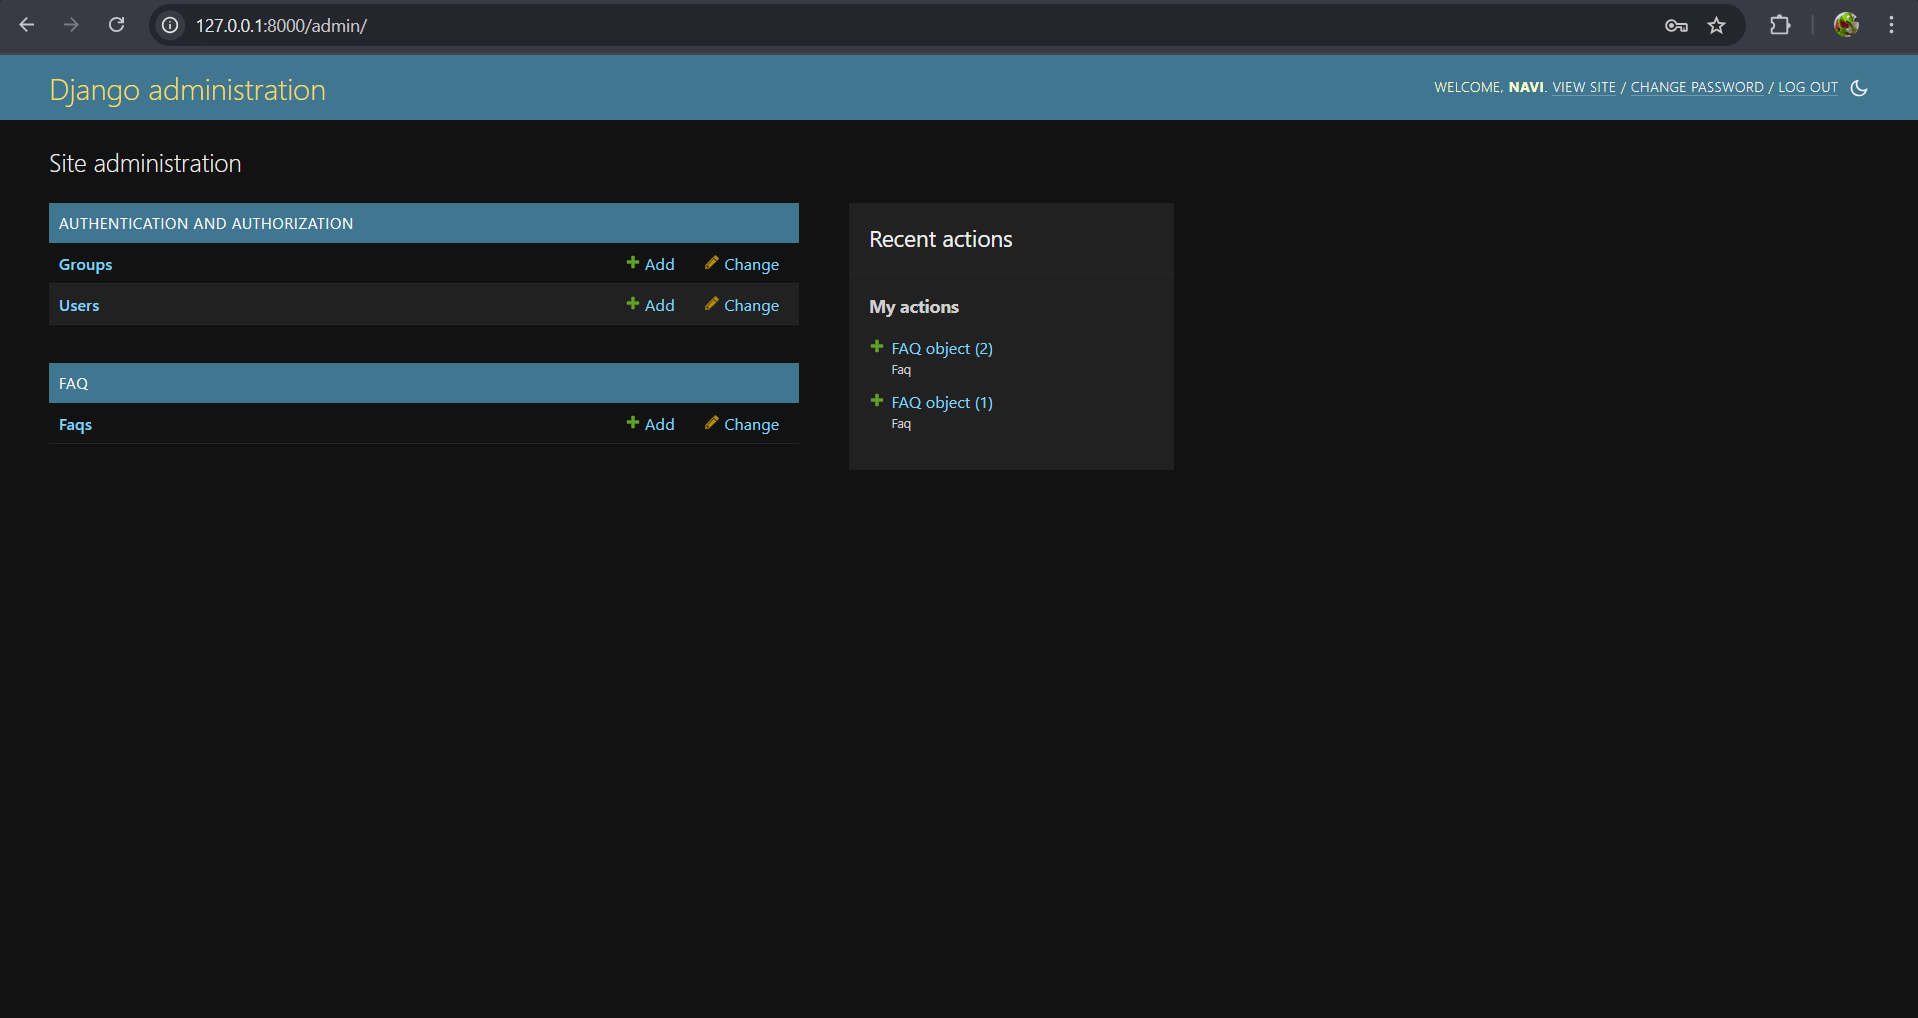 127.0.0.1:8000/admin/
Django administration
WELCOME, NAVI. VIEW SITE / CHANGE PASSWORD / LOG OUT
Site administration
AUTHENTICATION AND AUTHORIZATION
Groups Add Change
Users Add Change
FAQ
Faqs Add Change
Recent actions
My actions
FAQ object (2)
Faq
FAQ object (1)
Faq